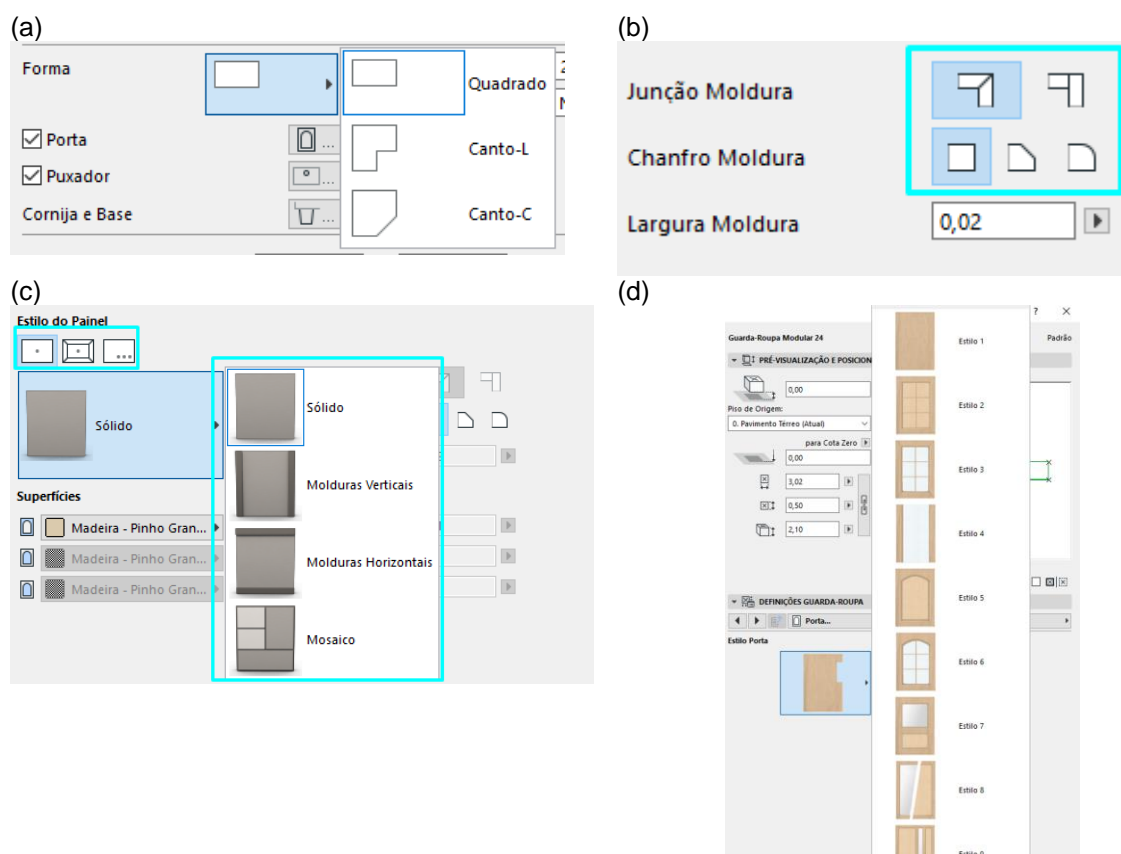 (a)
Forma
Quadrado
Porta
...
Canto-L
Puxador
...
Cornija e Base
...
Canto-C
(b)
Junção Moldura
Chanfro Moldura
Largura Moldura
0,02
(c)
Estilo do Painel
...
Sólido
Sólido
Molduras Verticais
Superfícies
Madeira - Pinho Gran...
Madeira - Pinho Gran...
Molduras Horizontais
Madeira - Pinho Gran...
Mosaico
(d)
? ×
Guarda-Roupa Modular 24
Padrão
PRÉ-VISUALIZAÇÃO E POSICION
0,00
Piso de Origem:
0. Pavimento Térreo (Atual)
para Cota Zero
0,00
3,02
0,50
2,10
DEFINIÇÕES GUARDA-ROUPA
Porta...
Estilo Porta
Estilo 1
Estilo 2
Estilo 3
Estilo 4
Estilo 5
Estilo 6
Estilo 7
Estilo 8